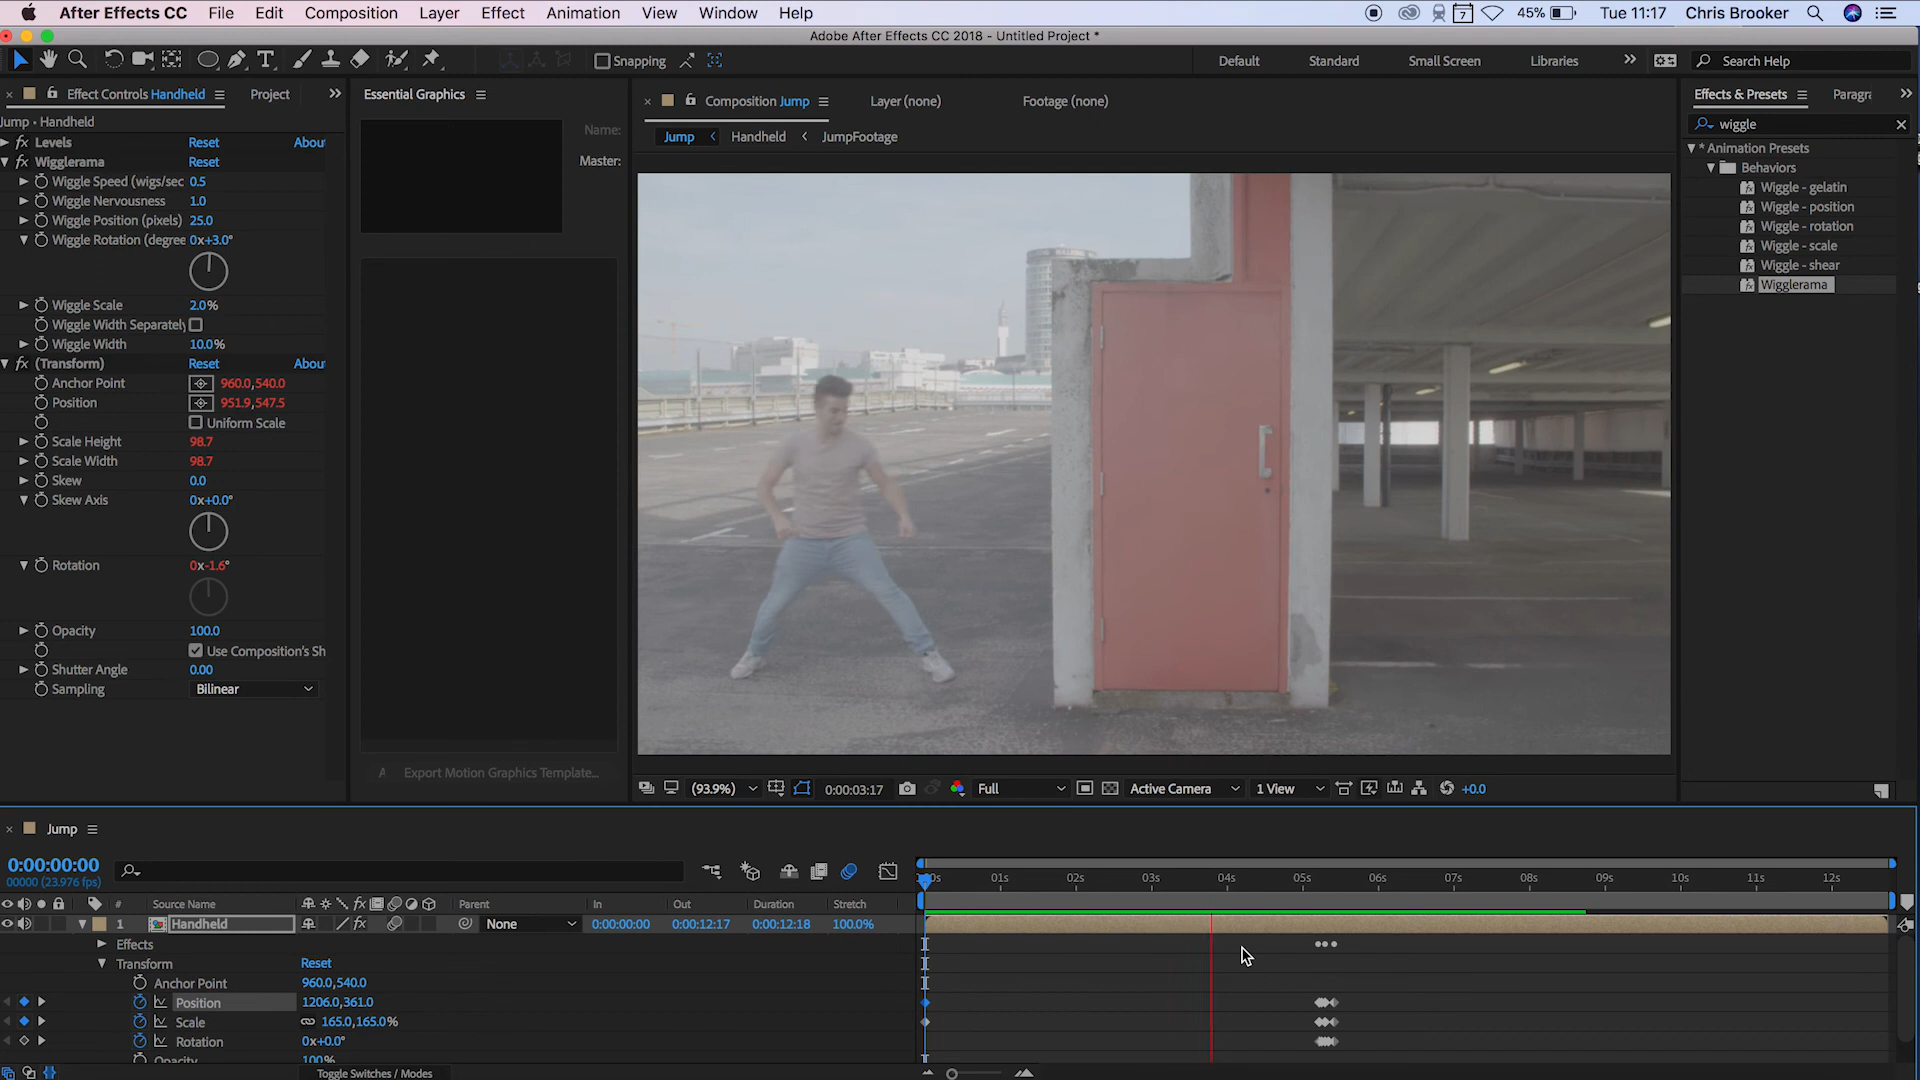 After Effects CC File Edit Composition Layer Effect Animation View Window Help 7 45% Tue 11:17 Chris Brooker
Adobe After Effects CC 2018 - Untitled Project *
Snapping Default Standard Small Screen Libraries Search Help
Effect Controls Handheld Project
Essential Graphics
Composition Jump Layer (none) Footage (none)
Effects & Presets Paragra
Jump • Handheld
Name:
Master:
Jump Handheld JumpFootage
wiggle
fx Levels Reset Abou
fx Wigglerama Reset
Wiggle Speed (wigs/sec 0.5
Wiggle Nervousness 1.0
Wiggle Position (pixels) 25.0
Wiggle Rotation (degree 0x+3.0°
Wiggle Scale 2.0%
Wiggle Width Separately
Wiggle Width 10.0%
fx (Transform) Reset Abou
Anchor Point 960.0,540.0
Position 951.9,547.5
Uniform Scale
Scale Height 98.7
Scale Width 98.7
Skew 0.0
Skew Axis 0x+0.0°
Rotation 0x-1.6°
Opacity 100.0
Use Composition's Sh
Shutter Angle 0.00
Sampling Bilinear
* Animation Presets
Behaviors
Wiggle - gelatin
Wiggle - position
Wiggle - rotation
Wiggle - scale
Wiggle - shear
Wigglerama
Export Motion Graphics Template...
(93.9%) 0:00:03:17 Full Active Camera 1 View +0.0
Jump
0:00:00:00
00000 (23.976 fps)
01s 02s 03s 04s 05s 06s 07s 08s 09s 10s 11s 12s
# Source Name Parent In Out Duration Stretch
1 Handheld None 0:00:00:00 0:00:12:17 0:00:12:18 100.0%
Effects
Transform Reset
Anchor Point 960.0,540.0
Position 1206.0,361.0
Scale 165.0,165.0%
Rotation 0x+0.0°
Opacity 100%
Toggle Switches / Modes